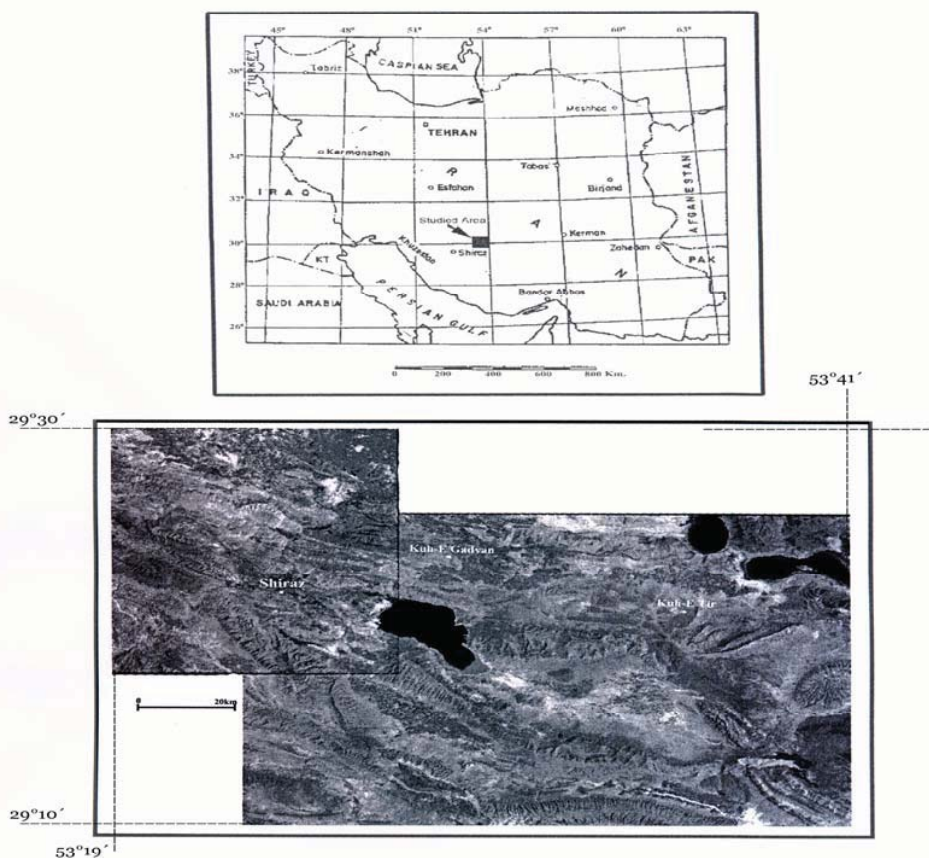 45° 48° 51° 54° 57° 60° 63°
38°
36°
34°
32°
30°
28°
26°
TURKEY
Tabriz
CASPIAN SEA
Meshhad
TEHRAN
Kermanshah
Tabas
I R A Q
R
Esfahan
Birjand
AFGANESTAN
Studied Area
A
Kerman
Zahedan
KT
Khuzestan
Shiraz
PAK
N
SAUDI ARABIA
PERSIAN GULF
Bandar Abbas
0 200 400 600 800 Km.
53°41´
29°30´
Kuh-E Gadvan
Shiraz
Kuh-E Tur
0 20km
29°10´
53°19´